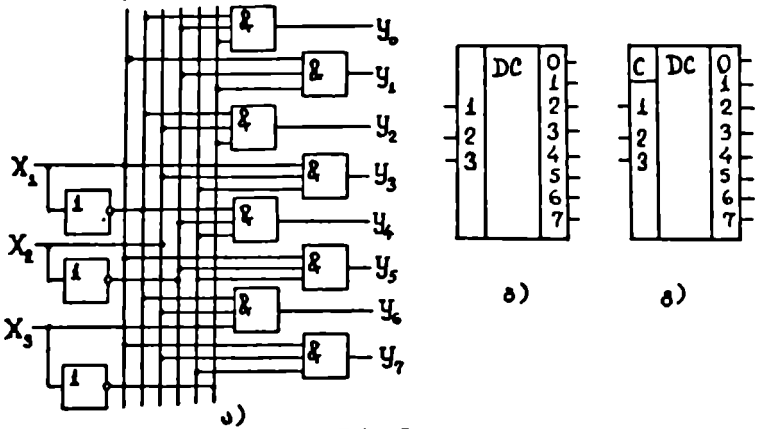 & y₀
& y₁
& y₂
X₁ & y₃
1 & y₄
X₂ & y₅
1 & y₆
X₃ & y₇
1
а)
DC 0 1 2 3 4 5 6 7
1
2
3
б)
C DC 0 1 2 3 4 5 6 7
1
2
3
в)